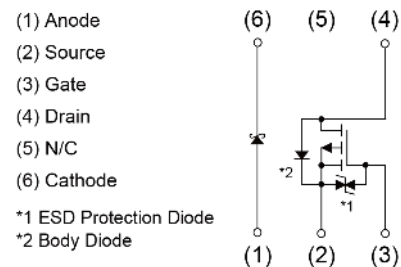 (1) Anode
(2) Source
(3) Gate
(4) Drain
(5) N/C
(6) Cathode
*1 ESD Protection Diode
*2 Body Diode
(6) (5) (4)
*2
*1
(1) (2) (3)